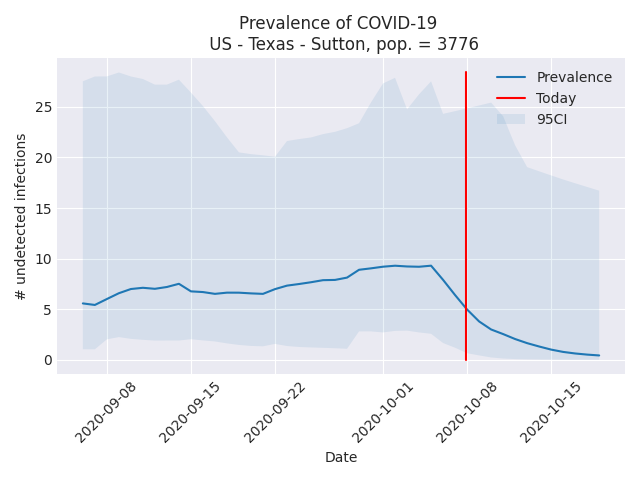 Prevalence of COVID-19
US - Texas - Sutton, pop. = 3776
Prevalence
Today
95CI
# undetected infections
25
20
15
10
5
0
2020-09-08
2020-09-15
2020-09-22
2020-10-01
2020-10-08
2020-10-15
Date